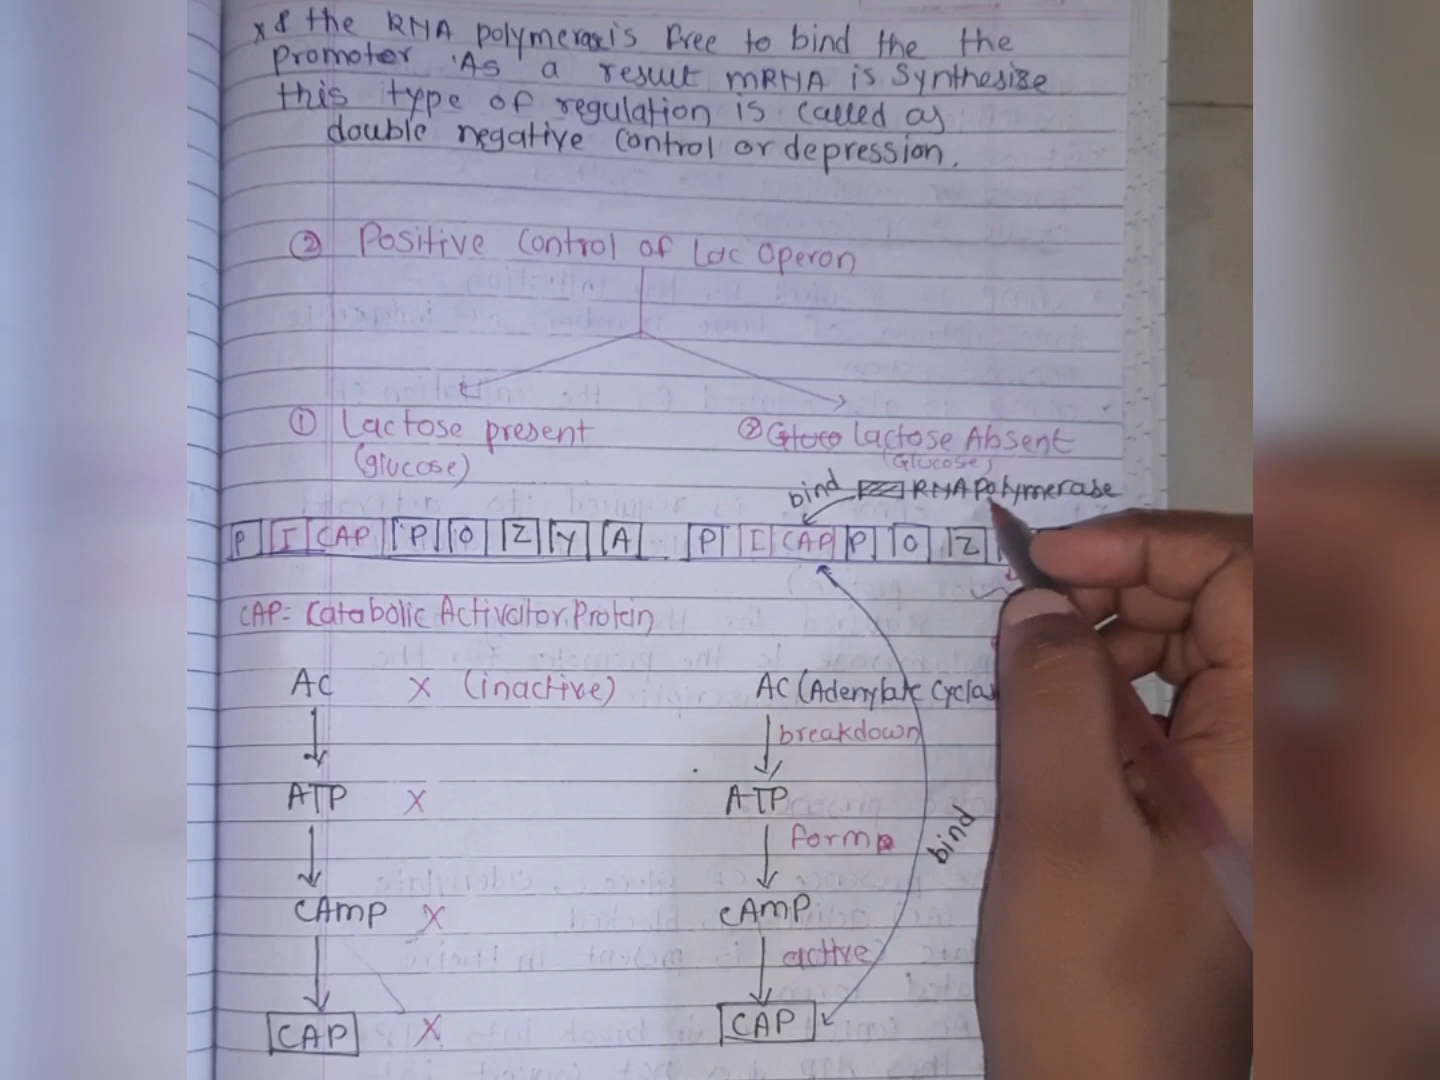 x & the RNA polymerase is free to bind the the
promoter . As a result mRNA is Synthesize
this type of regulation is called as
double negative control or depression.
② Positive control of Lac Operon
① Lactose present
(glucose)
② Gluco Lactose Absent
(Glucose)
bind RNA polymerase
P I CAP P O Z Y A P I CAP P O Z
CAP = Catabolic Activator Protein
AC X (inactive) AC (Adenylate Cycla
breakdown
ATP X ATP
form
cAMP X cAMP
bind
active
CAP X CAP